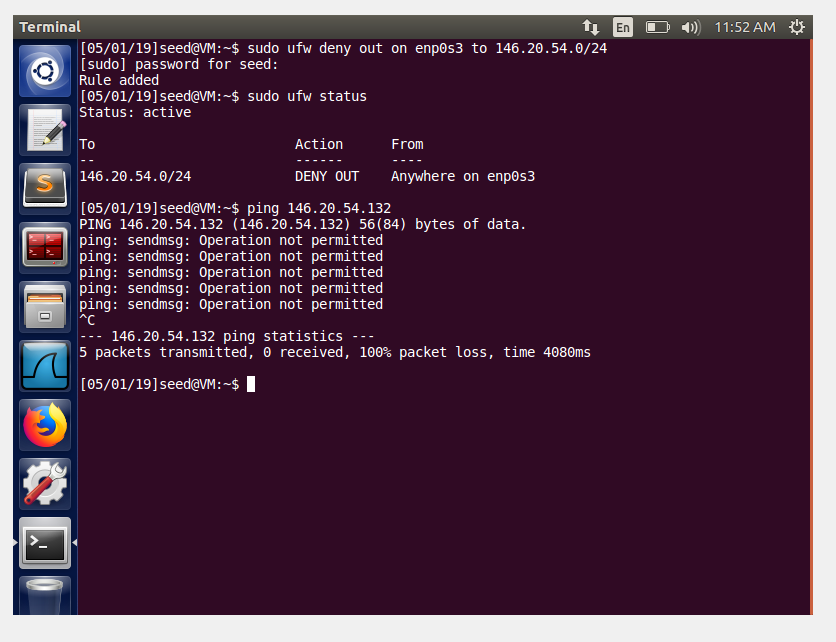 Terminal
En
11:52 AM
[05/01/19]seed@VM:~$ sudo ufw deny out on enp0s3 to 146.20.54.0/24
[sudo] password for seed:
Rule added
[05/01/19]seed@VM:~$ sudo ufw status
Status: active
To                         Action      From
--                         ------      ----
146.20.54.0/24             DENY OUT    Anywhere on enp0s3
[05/01/19]seed@VM:~$ ping 146.20.54.132
PING 146.20.54.132 (146.20.54.132) 56(84) bytes of data.
ping: sendmsg: Operation not permitted
ping: sendmsg: Operation not permitted
ping: sendmsg: Operation not permitted
ping: sendmsg: Operation not permitted
ping: sendmsg: Operation not permitted
^C
--- 146.20.54.132 ping statistics ---
5 packets transmitted, 0 received, 100% packet loss, time 4080ms
[05/01/19]seed@VM:~$